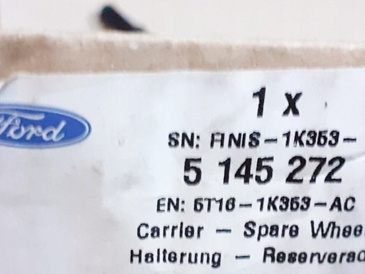 1 x
Ford
SN: FINIS-1K353-
5 145 272
EN: 6T16-1K353-AC
Carrier - Spare Whee
Halterung - Reserverad